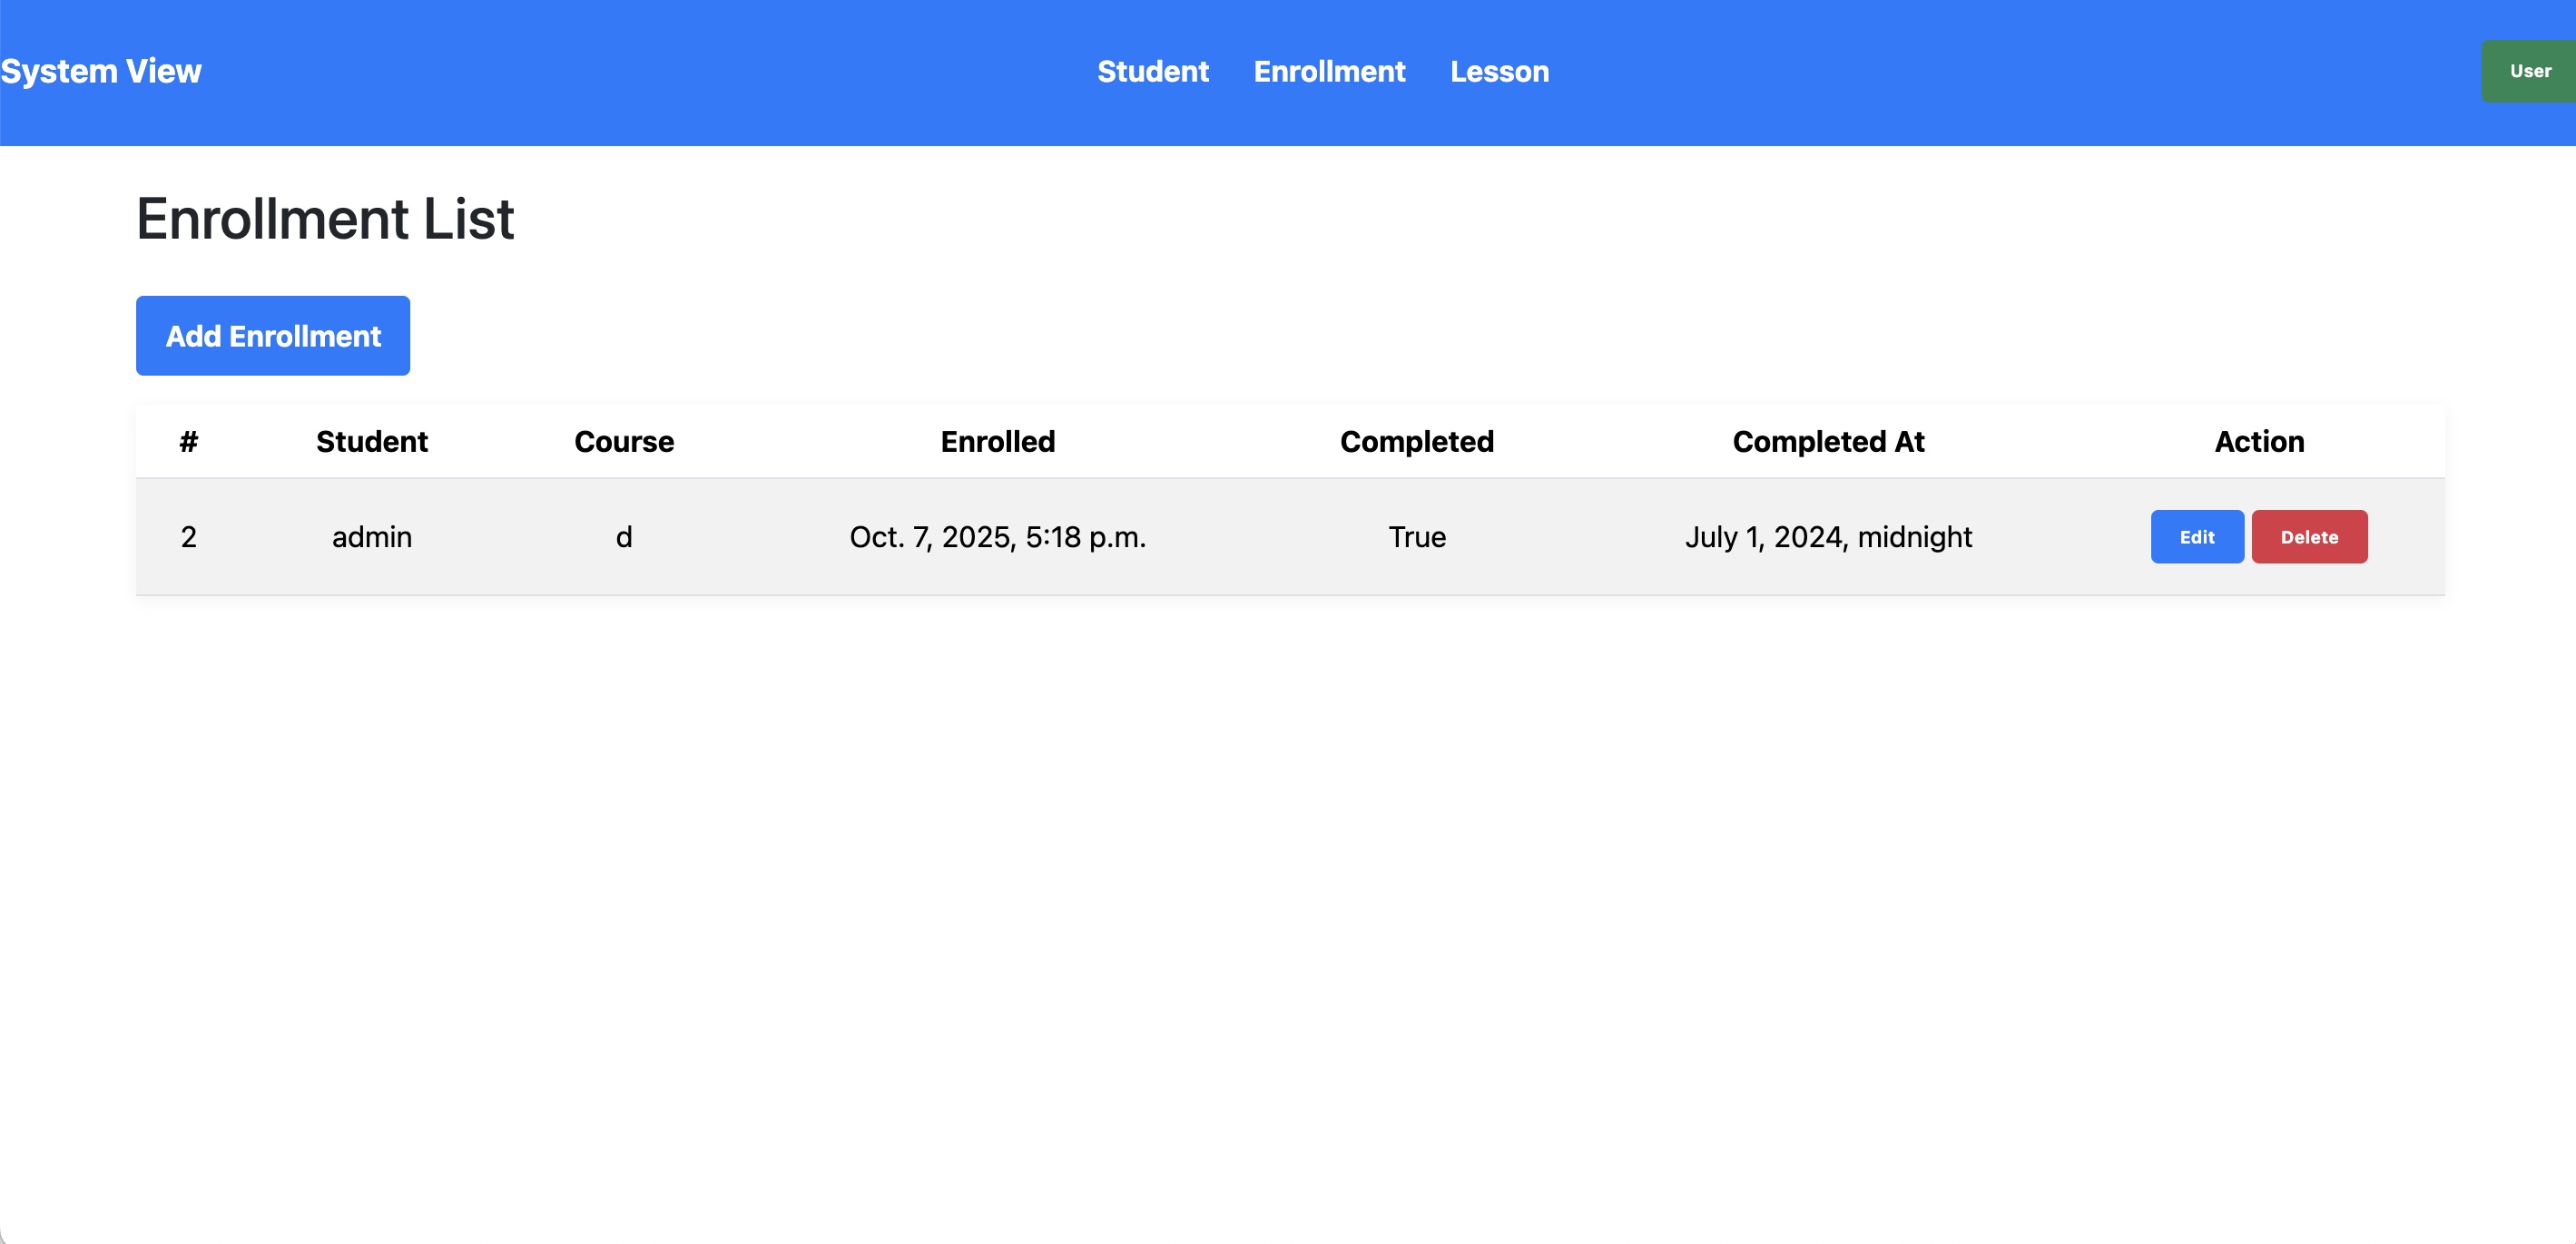 System View Student Enrollment Lesson User
Enrollment List
Add Enrollment
# Student Course Enrolled Completed Completed At Action
2 admin d Oct. 7, 2025, 5:18 p.m. True July 1, 2024, midnight Edit Delete